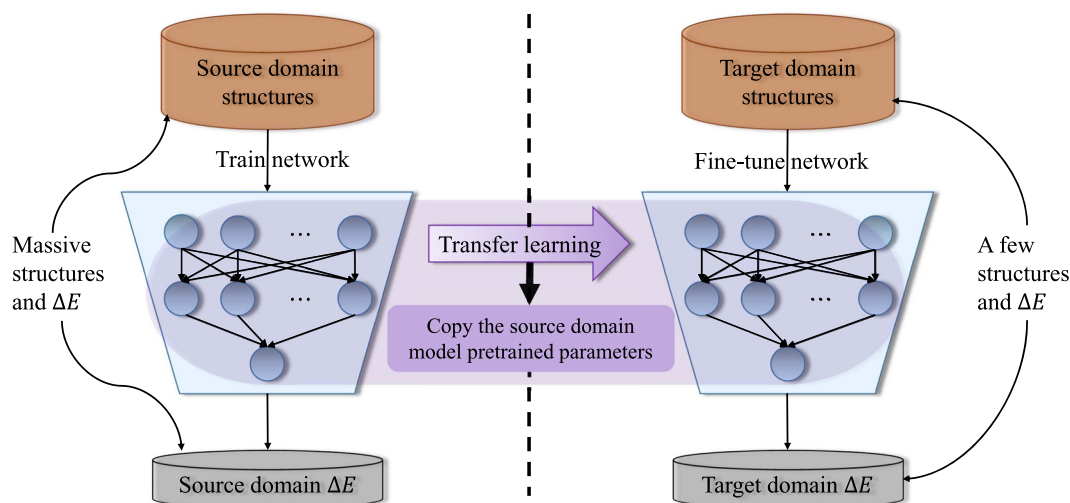 Source domain
structures
Target domain
structures
Train network
Fine-tune network
...
...
Transfer learning
Massive
structures
and ΔE
A few
structures
and ΔE
...
...
Copy the source domain
model pretrained parameters
Source domain ΔE
Target domain ΔE